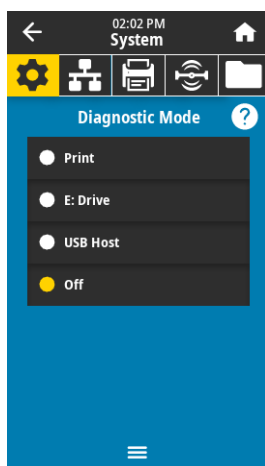 02:02 PM
System
Diagnostic Mode
?
Print
E: Drive
USB Host
Off